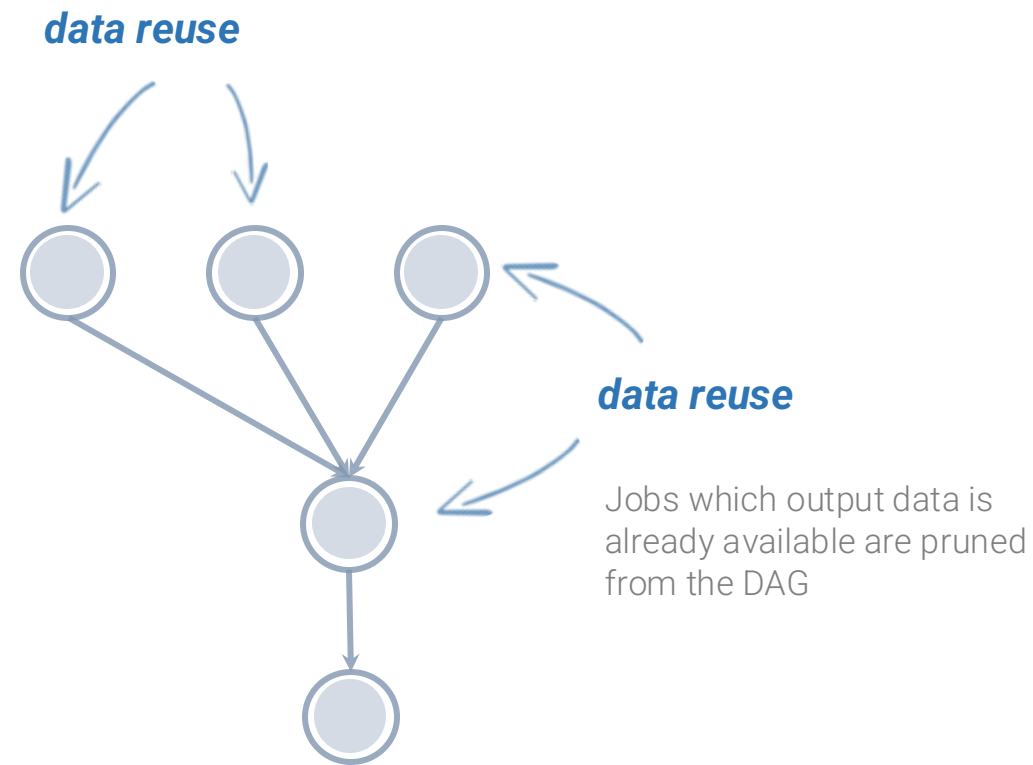 data reuse
data reuse
Jobs which output data is
already available are pruned
from the DAG